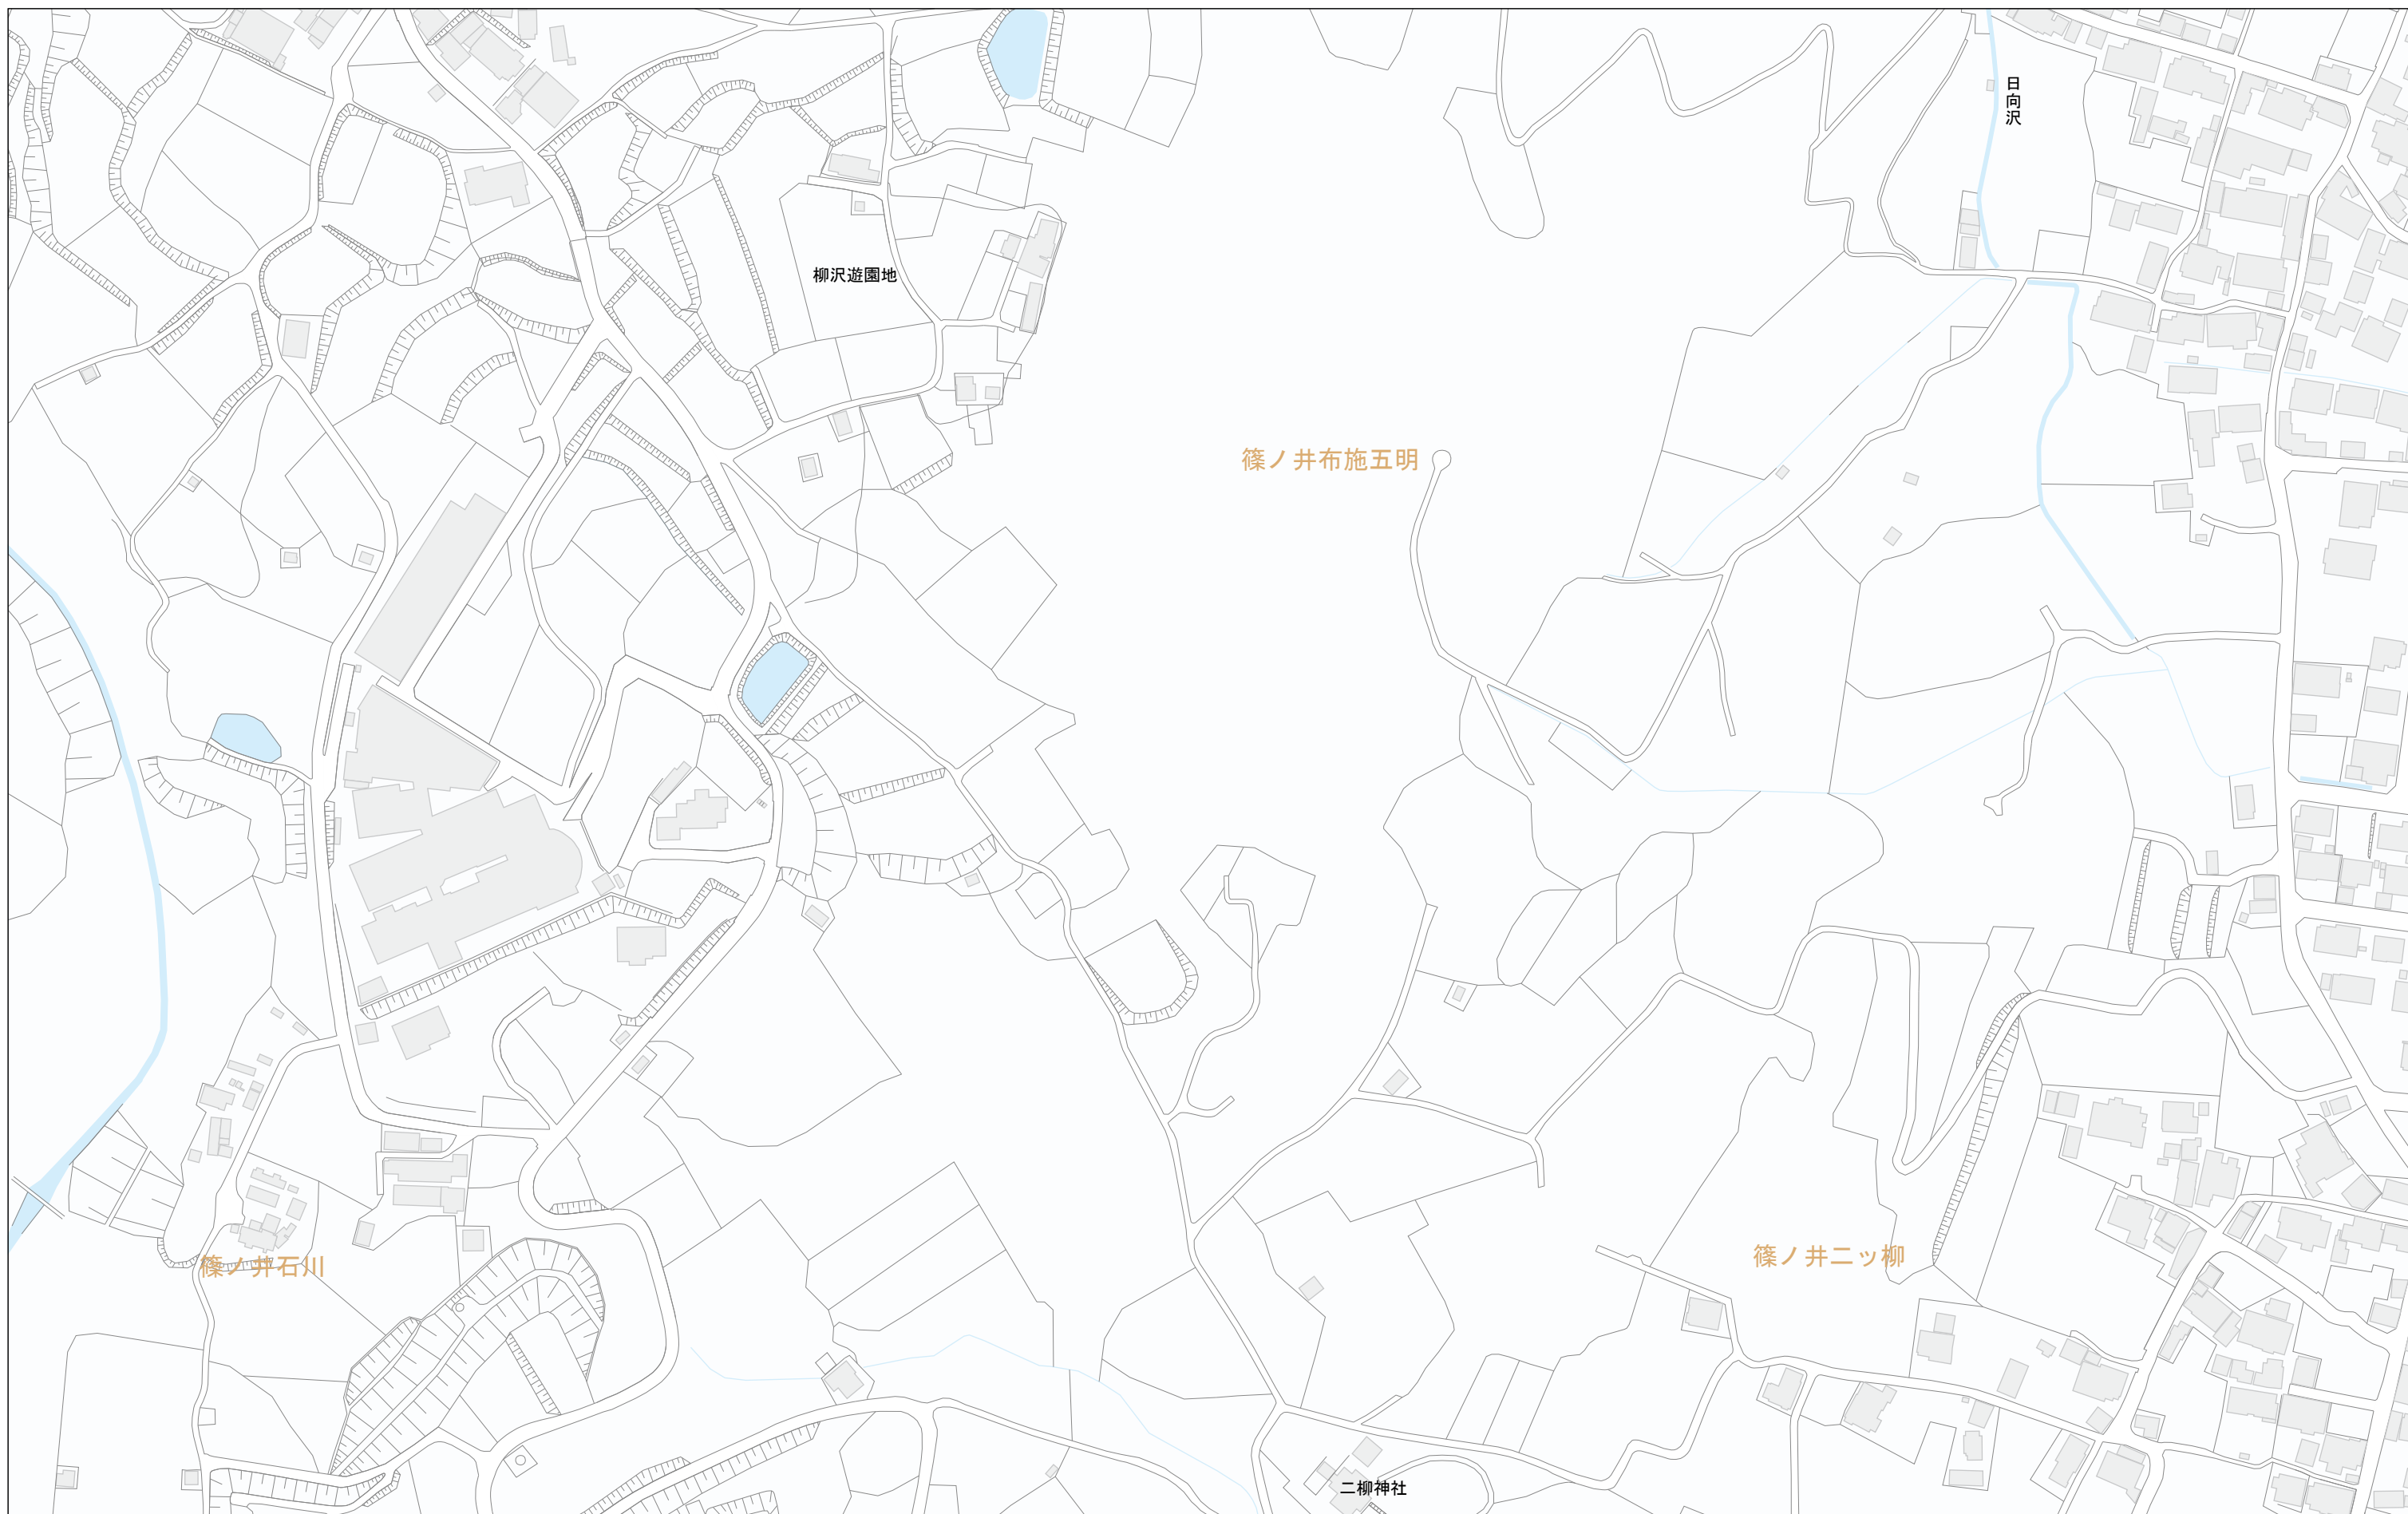 日向沢
柳沢遊園地
篠ノ井布施五明
篠ノ井石川
篠ノ井二ッ柳
二柳神社